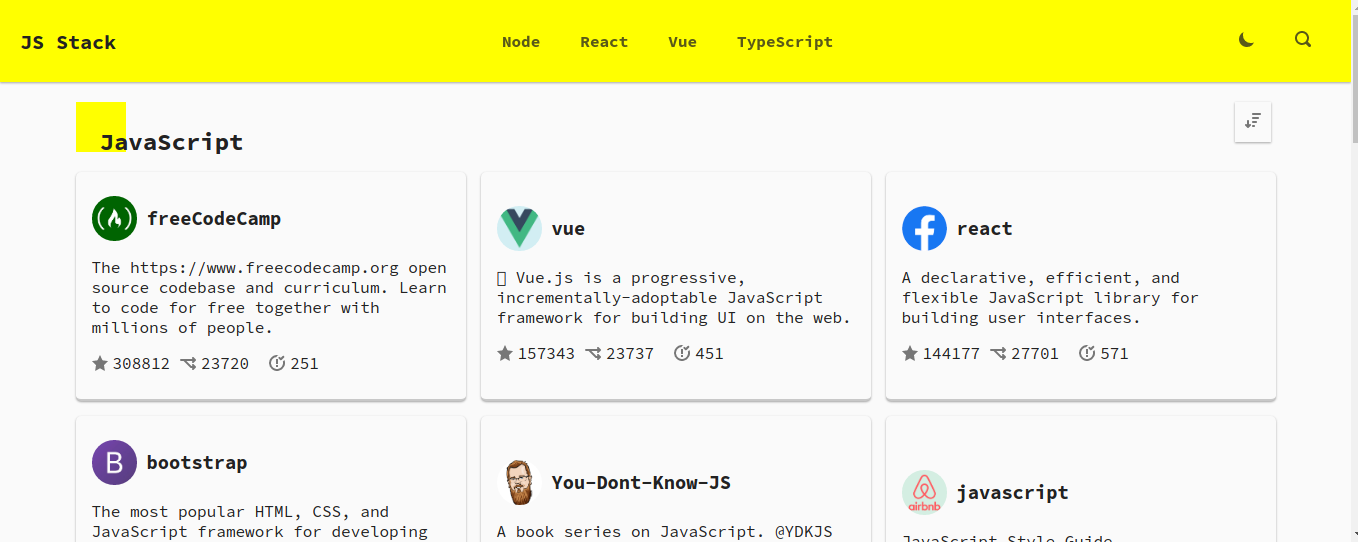 JS Stack
Node React Vue TypeScript
JavaScript
freeCodeCamp
The https://www.freecodecamp.org open
source codebase and curriculum. Learn
to code for free together with
millions of people.
308812 23720 251
vue
Vue.js is a progressive,
incrementally-adoptable JavaScript
framework for building UI on the web.
157343 23737 451
react
A declarative, efficient, and
flexible JavaScript library for
building user interfaces.
144177 27701 571
B
bootstrap
The most popular HTML, CSS, and
JavaScript framework for developing
You-Dont-Know-JS
A book series on JavaScript. @YDKJS
airbnb
javascript
JavaScript Style Guide